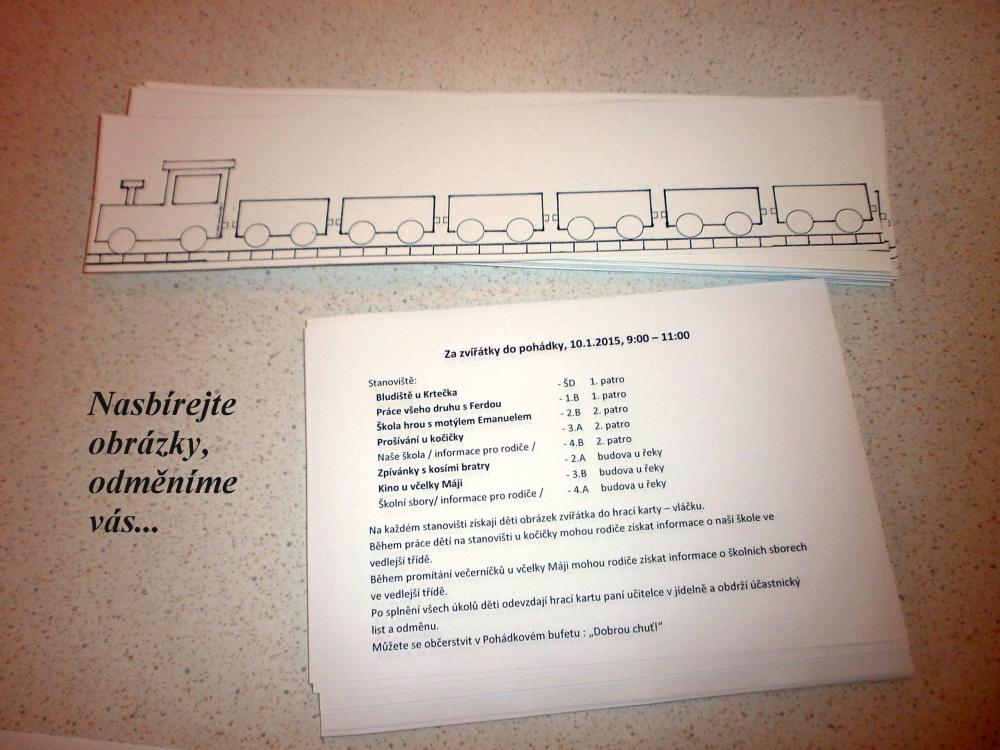 Nasbírejte
obrázky,
odměníme
vás...
Za zvířátky do pohádky, 10.1.2015, 9:00 – 11:00
Stanoviště:
Bludiště u Krtečka - ŠD 1. patro
Práce všeho druhu s Ferdou - 1.B 1. patro
Škola hrou s motýlem Emanuelem - 2.B 2. patro
Prošívání u kočičky - 3.A 2. patro
Naše škola / informace pro rodiče / - 4.B 2. patro
Zpívánky s kosími bratry - 2.A budova u řeky
Kino u včelky Máji - 3.B budova u řeky
Školní sbory/ informace pro rodiče / - 4.A budova u řeky
Na každém stanovišti získají děti obrázek zvířátka do hrací karty – vláčku.
Během práce dětí na stanovišti u kočičky mohou rodiče získat informace o naší škole ve
vedlejší třídě.
Během promítání večerníčků u včelky Máji mohou rodiče získat informace o školních sborech
ve vedlejší třídě.
Po splnění všech úkolů děti odevzdají hrací kartu paní učitelce v jídelně a obdrží účastnický
list a odměnu.
Můžete se občerstvit v Pohádkovém bufetu : „Dobrou chuť!“